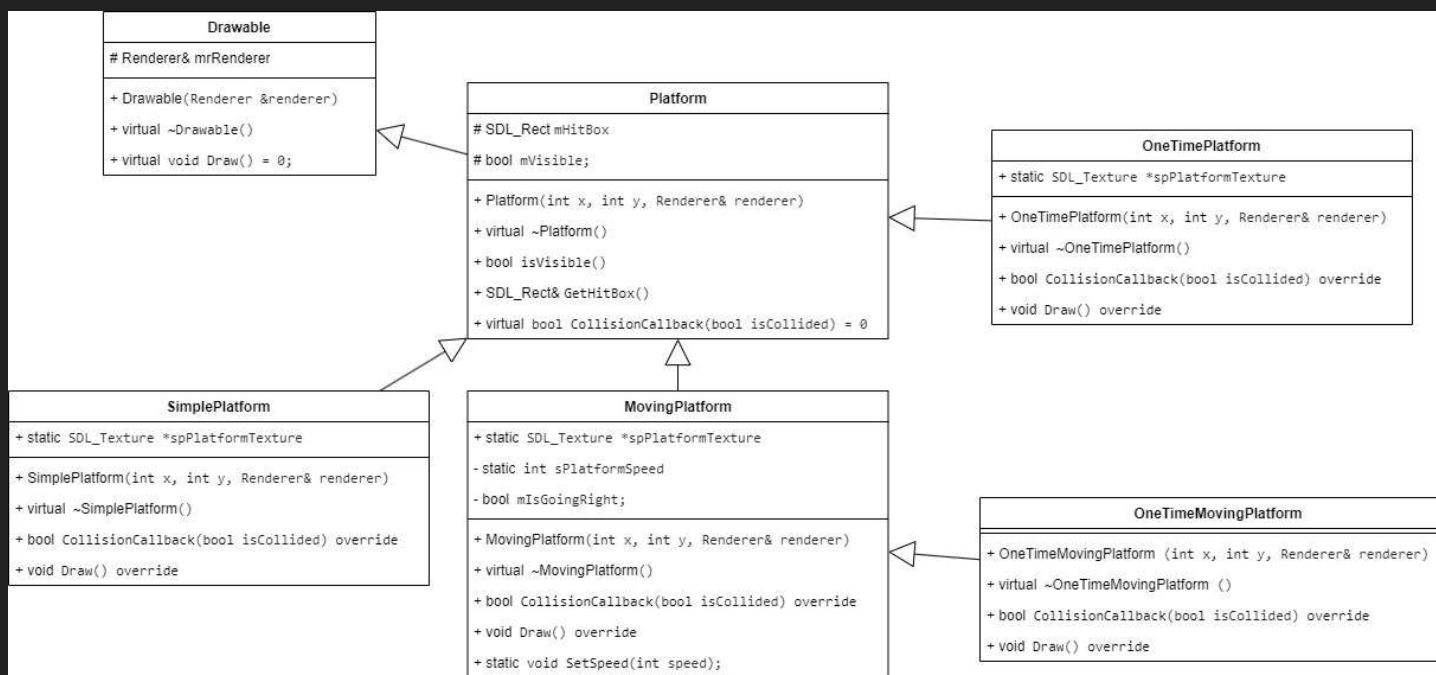 Drawable
# Renderer& mrRenderer
+ Drawable(Renderer &renderer)
+ virtual ~Drawable()
+ virtual void Draw() = 0;
Platform
# SDL_Rect mHitBox
# bool mVisible;
+ Platform(int x, int y, Renderer& renderer)
+ virtual ~Platform()
+ bool isVisible()
+ SDL_Rect& GetHitBox()
+ virtual bool CollisionCallback(bool isCollided) = 0
OneTimePlatform
+ static SDL_Texture *spPlatformTexture
+ OneTimePlatform(int x, int y, Renderer& renderer)
+ virtual ~OneTimePlatform()
+ bool CollisionCallback(bool isCollided) override
+ void Draw() override
SimplePlatform
+ static SDL_Texture *spPlatformTexture
+ SimplePlatform(int x, int y, Renderer& renderer)
+ virtual ~SimplePlatform()
+ bool CollisionCallback(bool isCollided) override
+ void Draw() override
MovingPlatform
+ static SDL_Texture *spPlatformTexture
- static int sPlatformSpeed
- bool mIsGoingRight;
+ MovingPlatform(int x, int y, Renderer& renderer)
+ virtual ~MovingPlatform()
+ bool CollisionCallback(bool isCollided) override
+ void Draw() override
+ static void SetSpeed(int speed);
OneTimeMovingPlatform
+ OneTimeMovingPlatform (int x, int y, Renderer& renderer)
+ virtual ~OneTimeMovingPlatform ()
+ bool CollisionCallback(bool isCollided) override
+ void Draw() override